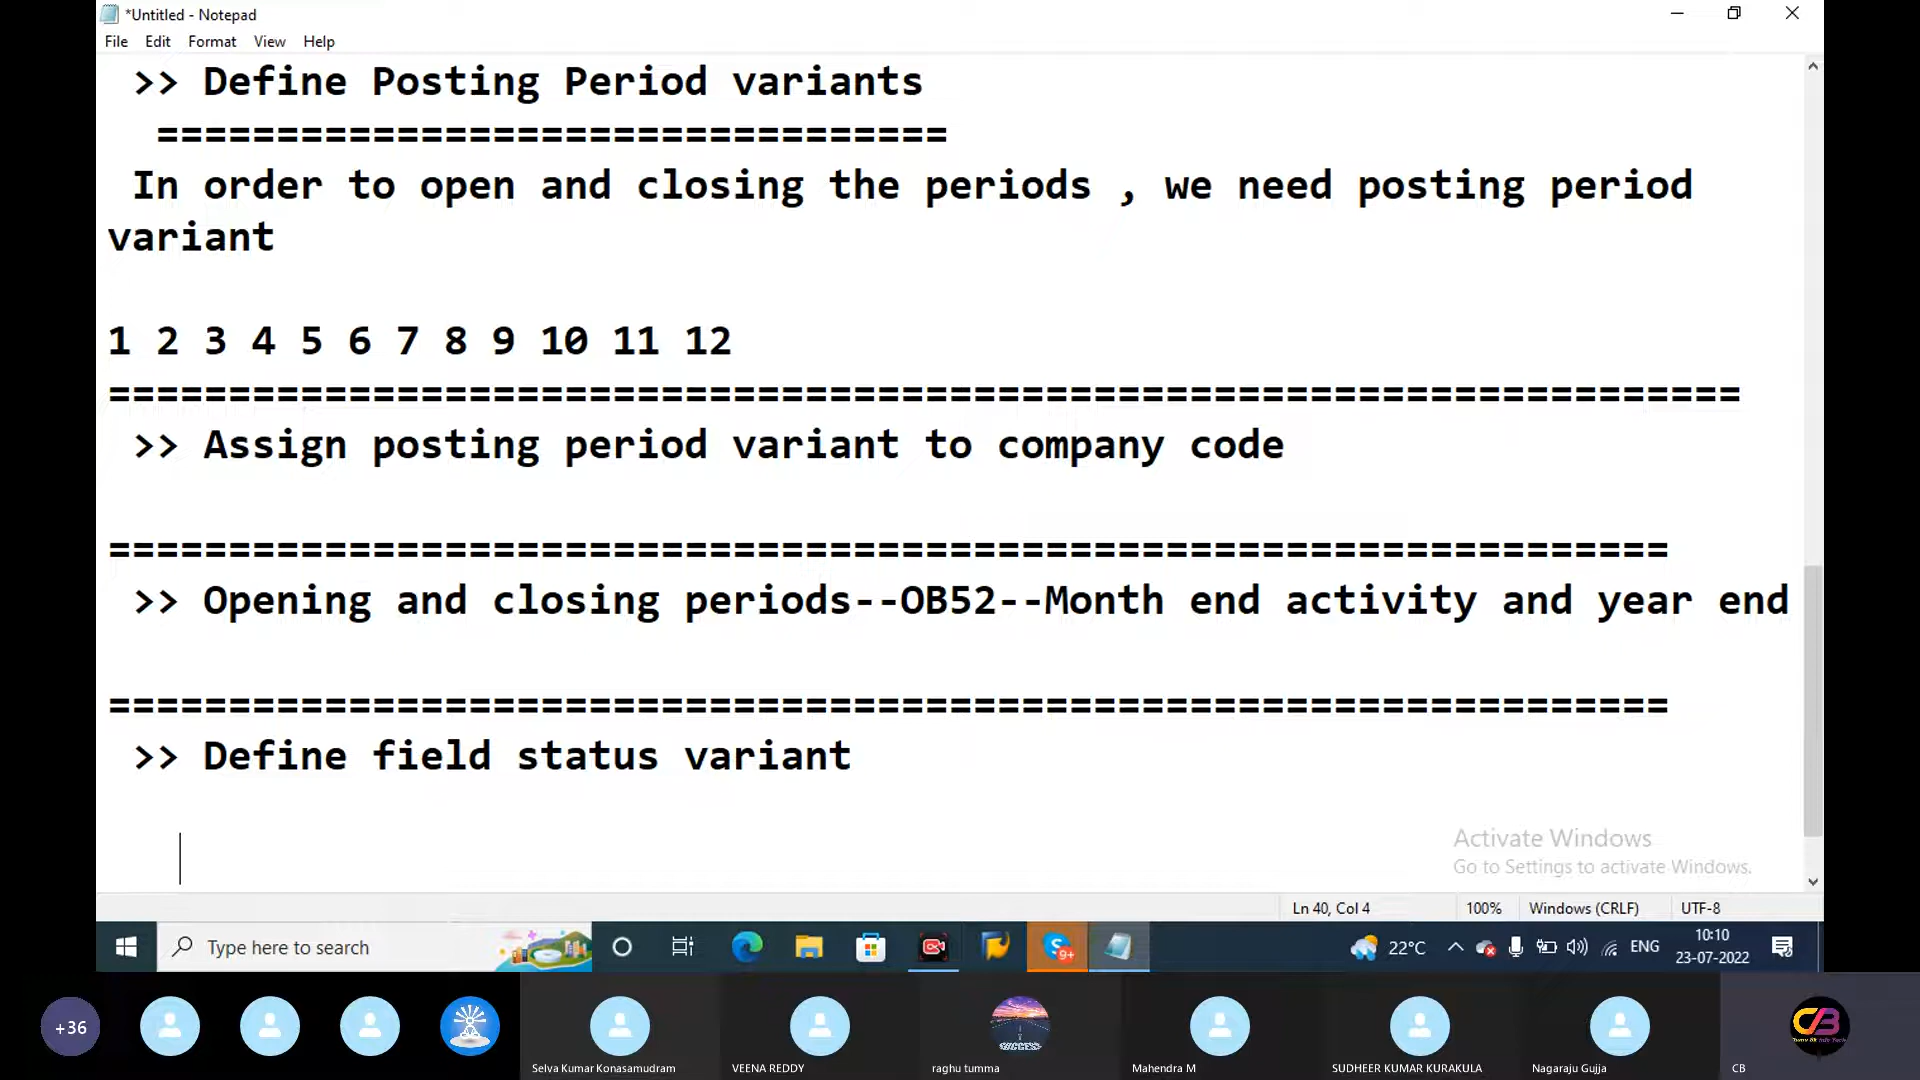 *Untitled - Notepad
File Edit Format View Help
>> Define Posting Period variants
=================================
In order to open and closing the periods , we need posting period
variant
1 2 3 4 5 6 7 8 9 10 11 12
====================================================================
>> Assign posting period variant to company code
=================================================================
>> Opening and closing periods--OB52--Month end activity and year end
=================================================================
>> Define field status variant
Activate Windows
Go to Settings to activate Windows.
Ln 40, Col 4 100% Windows (CRLF) UTF-8
Type here to search 9+ 22°C ENG 10:10
23-07-2022
+36 CB
Selva Kumar Konasamudram VEENA REDDY raghu tumma Mahendra M SUDHEER KUMAR KURAKULA Nagaraju Gujja CB